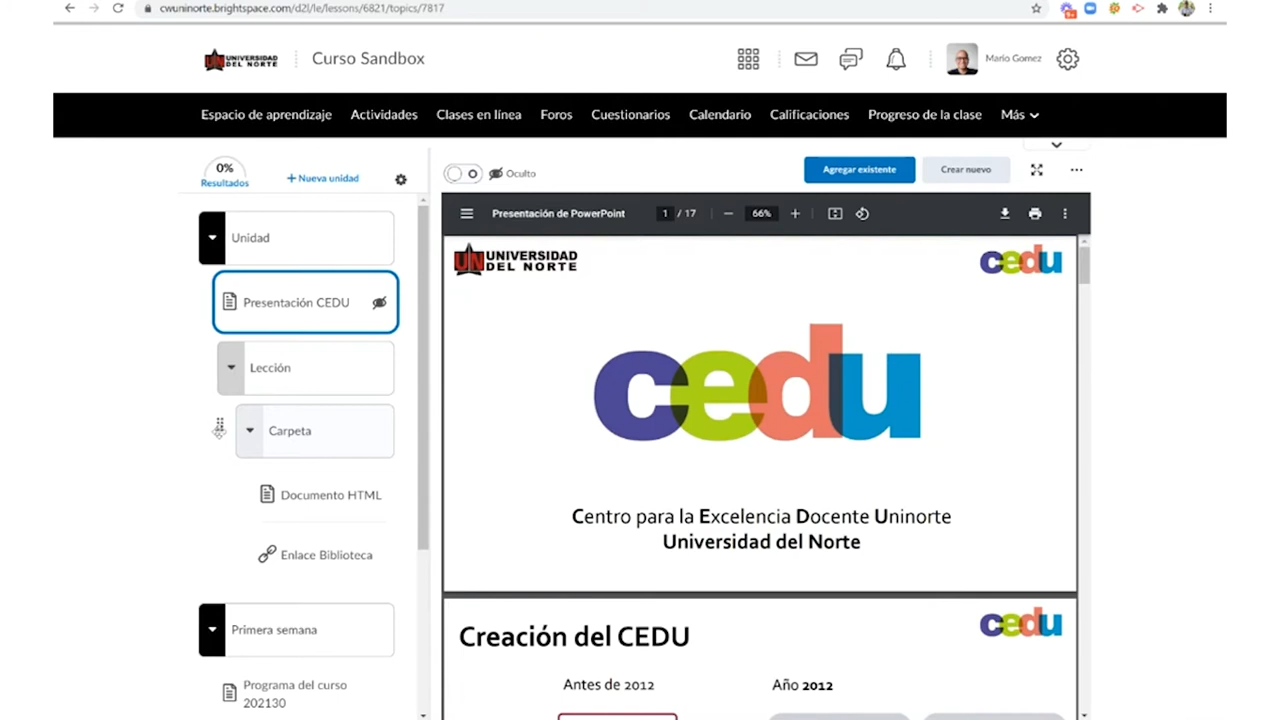 cwuninorte.brightspace.com/d2l/le/lessons/6821/topics/7817
UNIVERSIDAD DEL NORTE
Curso Sandbox
Mario Gomez
Espacio de aprendizaje Actividades Clases en línea Foros Cuestionarios Calendario Calificaciones Progreso de la clase Más
0%
Resultados
+ Nueva unidad
Oculto
Agregar existente
Crear nuevo
Presentación de PowerPoint 1 / 17 66%
Unidad
Presentación CEDU
Lección
Carpeta
Documento HTML
Enlace Biblioteca
Primera semana
Programa del curso
202130
UN UNIVERSIDAD
DEL NORTE
cedu
cedu
Centro para la Excelencia Docente Uninorte
Universidad del Norte
cedu
Creación del CEDU
Antes de 2012
Año 2012